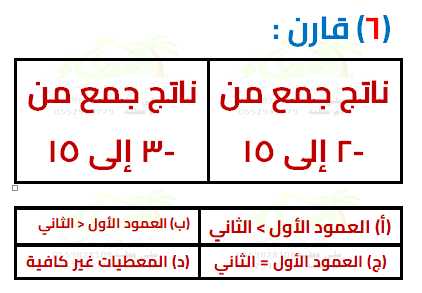 (٦) قارن :
ناتج جمع من
-٢ إلى ١٥
ناتج جمع من
-٣ إلى ١٥
(أ) العمود الأول > الثاني
(ب) العمود الأول < الثاني
(ج) العمود الأول = الثاني
(د) المعطيات غير كافية